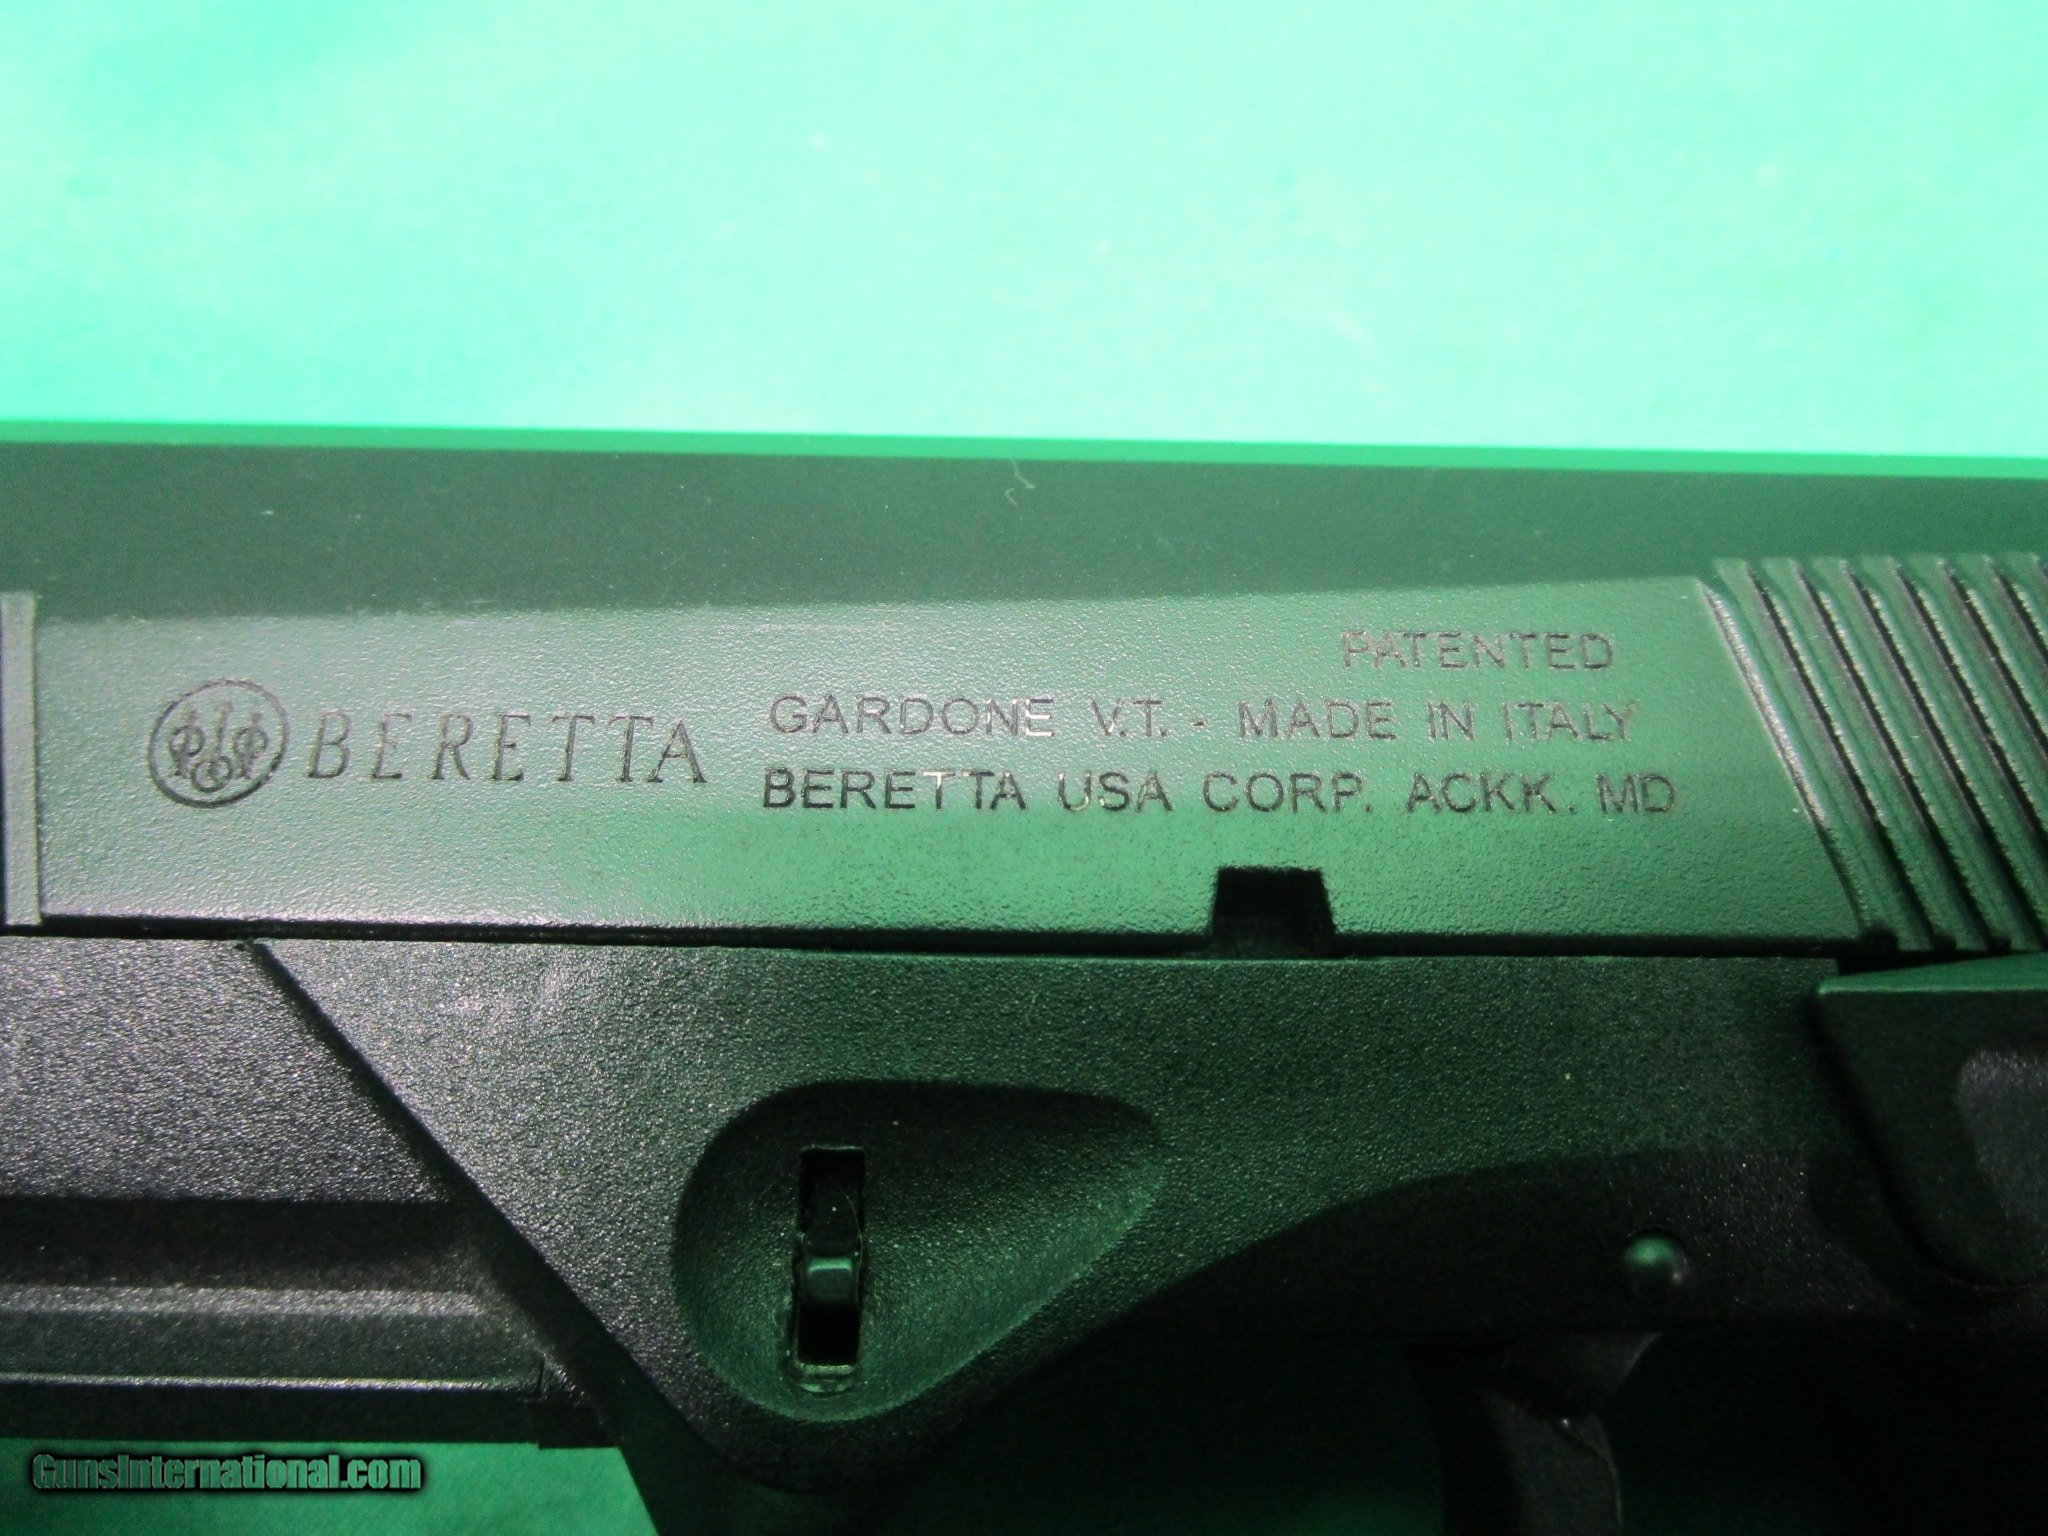 PATENTED
BERETTA GARDONE V.T. - MADE IN ITALY
BERETTA USA CORP. ACKK. MD
GunsInternational.com